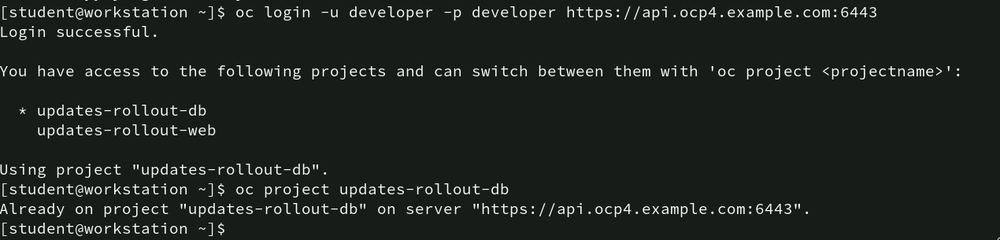 [student@workstation ~]$ oc login -u developer -p developer https://api.ocp4.example.com:6443
Login successful.
You have access to the following projects and can switch between them with 'oc project <projectname>':
* updates-rollout-db
updates-rollout-web
Using project "updates-rollout-db".
[student@workstation ~]$ oc project updates-rollout-db
Already on project "updates-rollout-db" on server "https://api.ocp4.example.com:6443".
[student@workstation ~]$